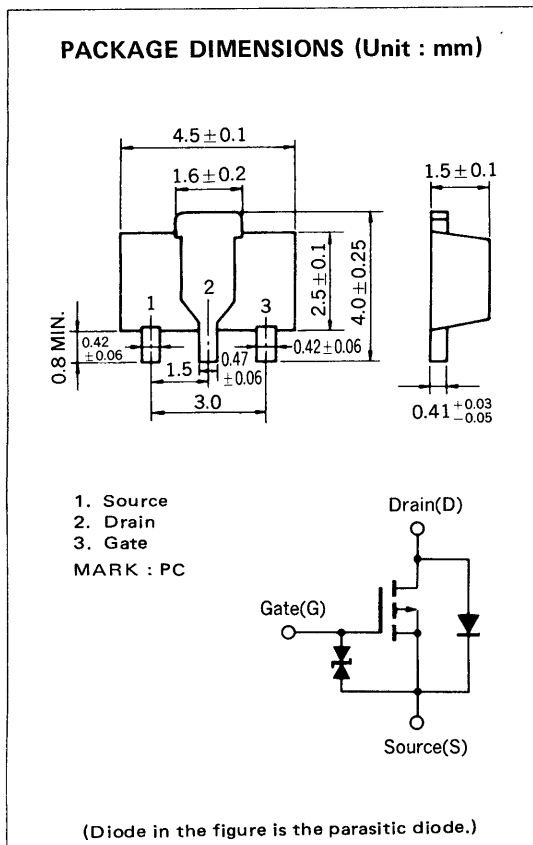 PACKAGE DIMENSIONS (Unit : mm)
4.5±0.1
1.6±0.2
1.5±0.1
2
1
3
2.5±0.1
4.0±0.25
0.8 MIN.
0.42
±0.06
1.5
0.47
±0.06
0.42±0.06
3.0
0.41 +0.03
−0.05
1. Source
2. Drain
3. Gate
MARK : PC
Drain(D)
Gate(G)
Source(S)
(Diode in the figure is the parasitic diode.)